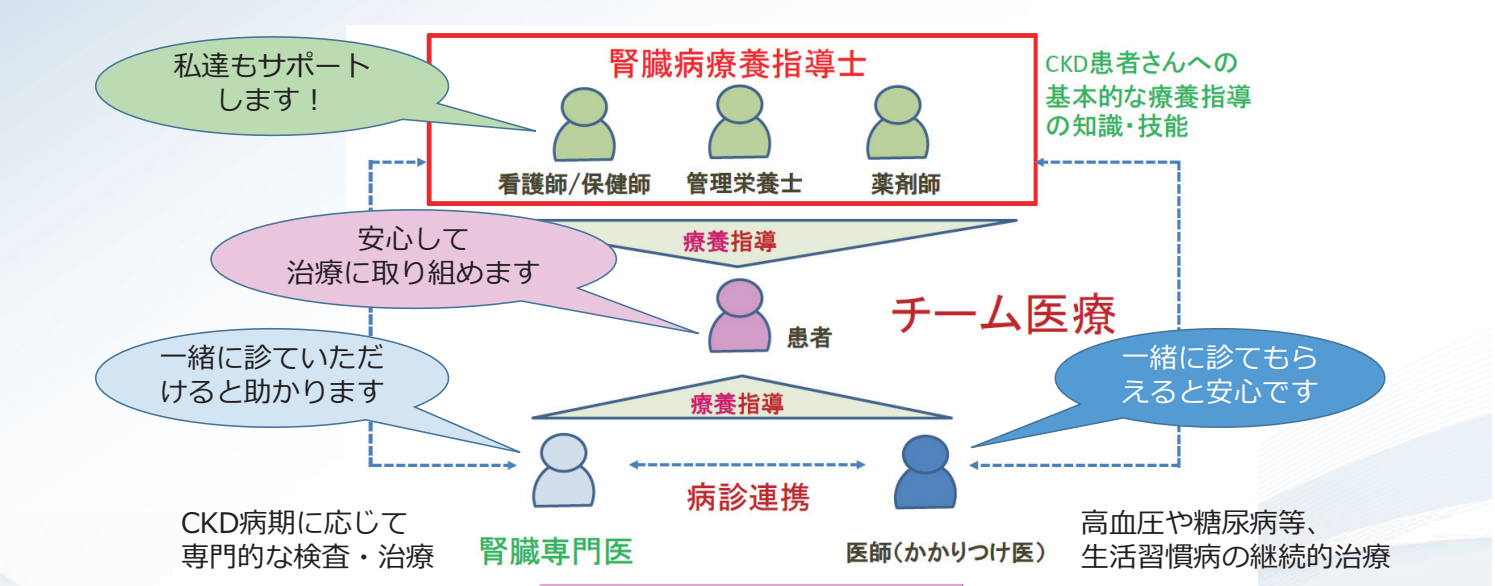 私達もサポート
します！
腎臓病療養指導士
CKD患者さんへの
基本的な療養指導
の知識・技能
看護師/保健師
管理栄養士
薬剤師
療養指導
安心して
治療に取り組めます
患者
チーム医療
一緒に診ていただ
けると助かります
一緒に診てもら
えると安心です
療養指導
病診連携
CKD病期に応じて
専門的な検査・治療
腎臓専門医
医師(かかりつけ医)
高血圧や糖尿病等、
生活習慣病の継続的治療